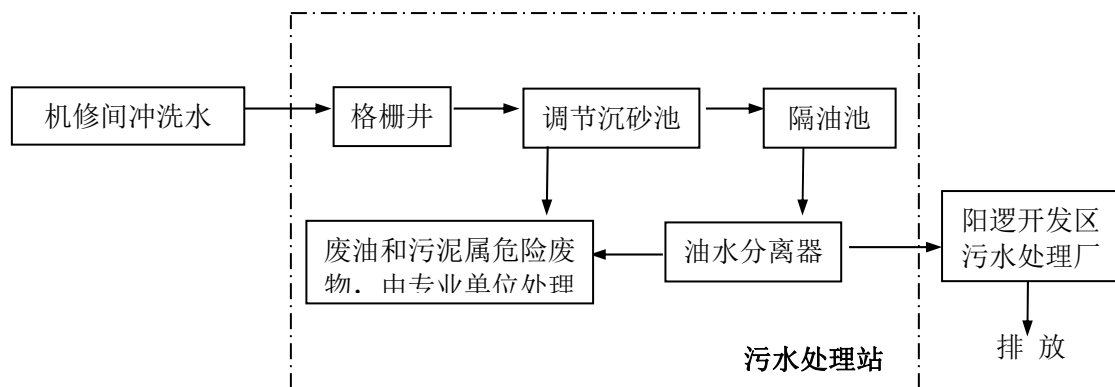 机修间冲洗水
格栅井
调节沉砂池
隔油池
废油和污泥属危险废
物，由专业单位处理
油水分离器
阳逻开发区
污水处理厂
污水处理站
排 放